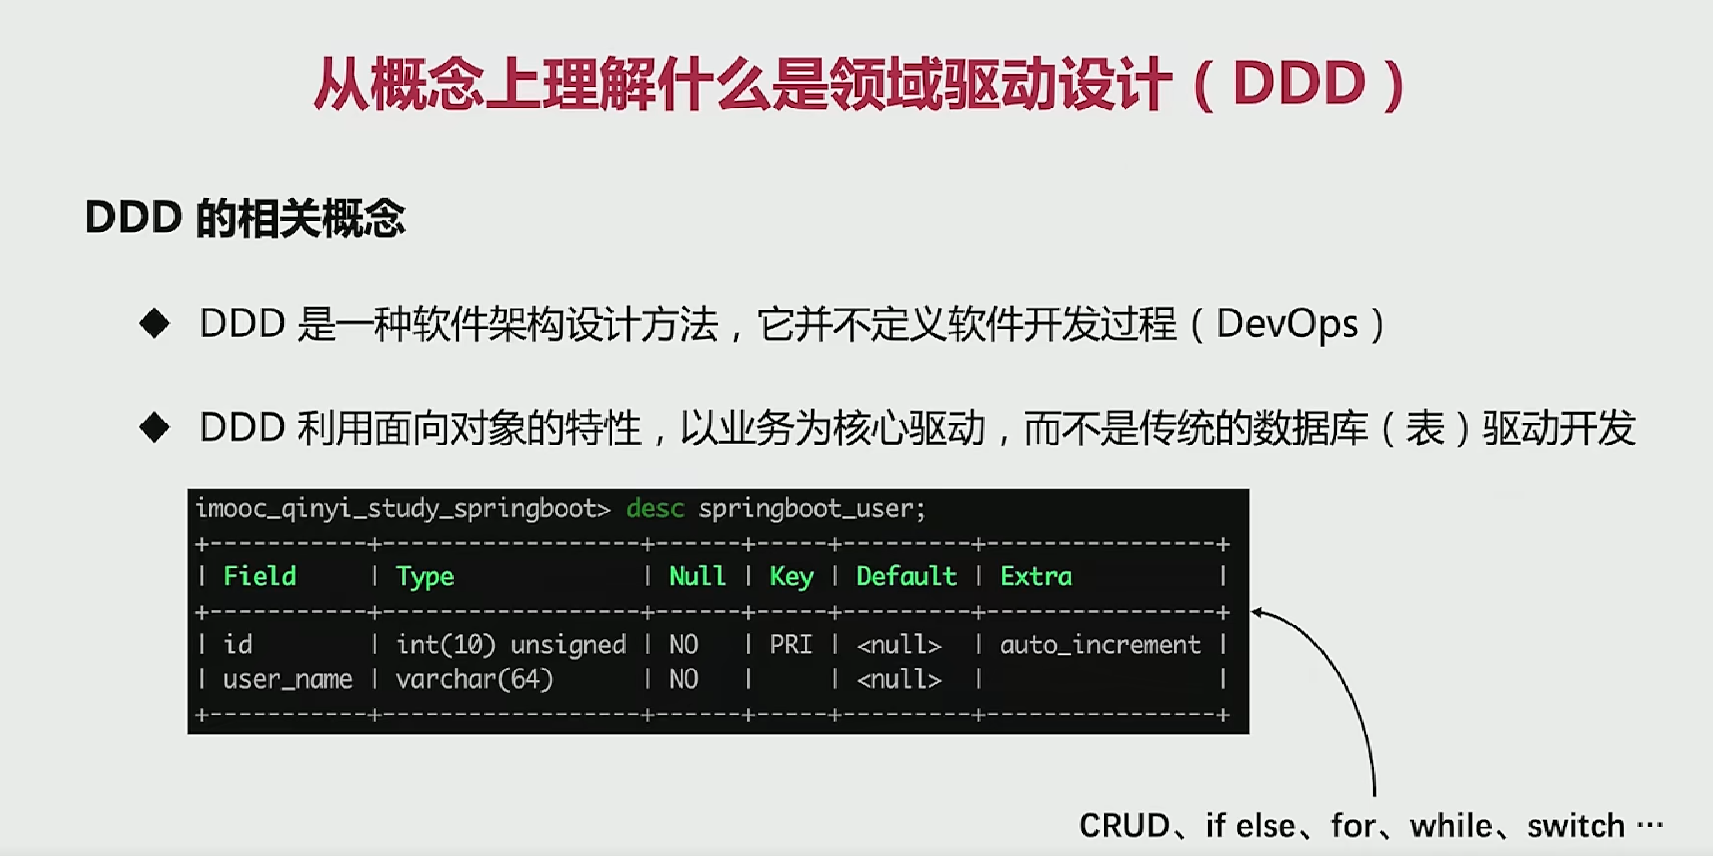 从概念上理解什么是领域驱动设计（DDD）
DDD 的相关概念
◆ DDD 是一种软件架构设计方法，它并不定义软件开发过程（DevOps）
◆ DDD 利用面向对象的特性，以业务为核心驱动，而不是传统的数据库（表）驱动开发
imooc_qinyi_study_springboot> desc springboot_user;
+-----------+------------------+------+-----+---------+----------------+
| Field     | Type             | Null | Key | Default | Extra          |
+-----------+------------------+------+-----+---------+----------------+
| id        | int(10) unsigned | NO   | PRI | <null>  | auto_increment |
| user_name | varchar(64)      | NO   |     | <null>  |                |
+-----------+------------------+------+-----+---------+----------------+
CRUD、if else、for、while、switch ···